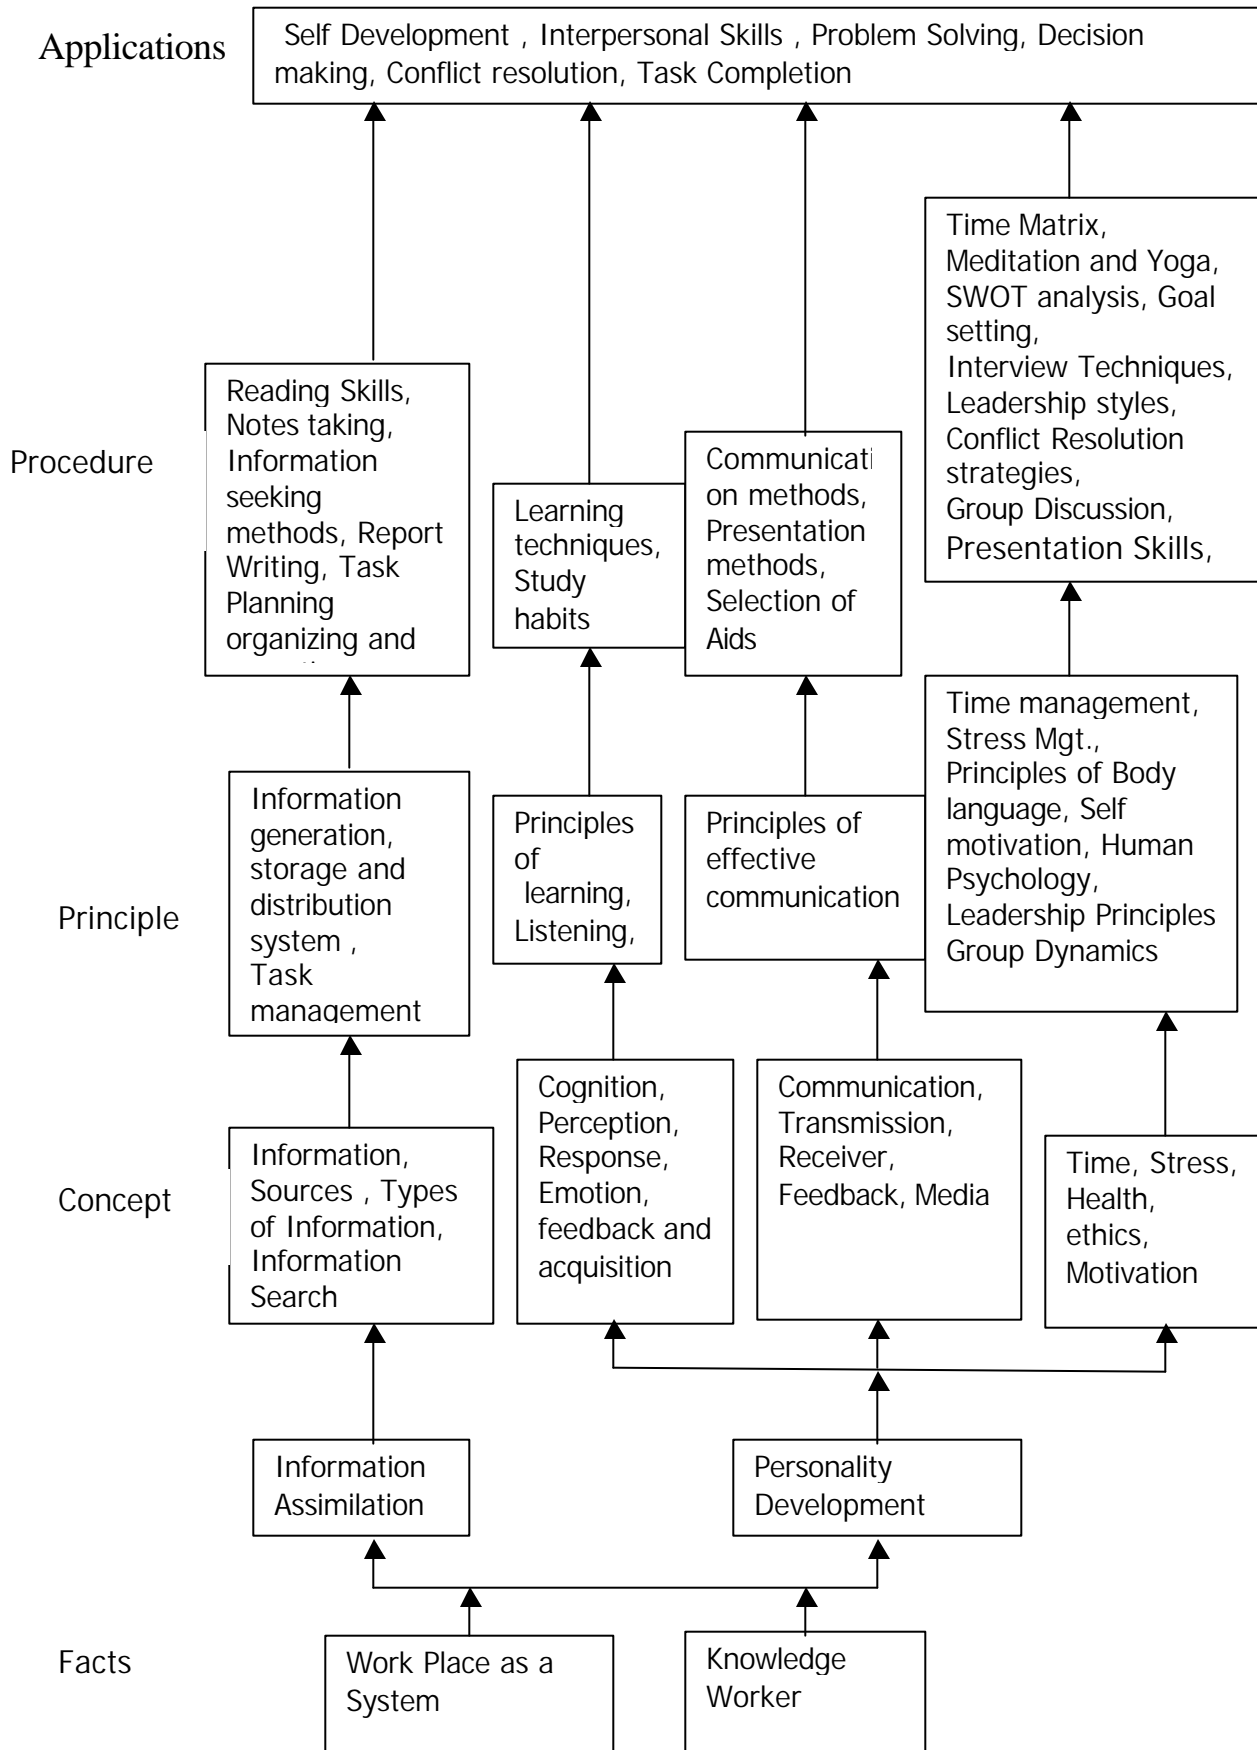 Applications
Self Development , Interpersonal Skills , Problem Solving, Decision
making, Conflict resolution, Task Completion
Procedure
Reading Skills,
Notes taking,
Information
seeking
methods, Report
Writing, Task
Planning
organizing and
Learning
techniques,
Study
habits
Communicati
on methods,
Presentation
methods,
Selection of
Aids
Time Matrix,
Meditation and Yoga,
SWOT analysis, Goal
setting,
Interview Techniques,
Leadership styles,
Conflict Resolution
strategies,
Group Discussion,
Presentation Skills,
Principle
Information
generation,
storage and
distribution
system ,
Task
management
Principles
of
learning,
Listening,
Principles of
effective
communication
Time management,
Stress Mgt.,
Principles of Body
language, Self
motivation, Human
Psychology,
Leadership Principles
Group Dynamics
Concept
Information,
Sources , Types
of Information,
Information
Search
Cognition,
Perception,
Response,
Emotion,
feedback and
acquisition
Communication,
Transmission,
Receiver,
Feedback, Media
Time, Stress,
Health,
ethics,
Motivation
Information
Assimilation
Personality
Development
Facts
Work Place as a
System
Knowledge
Worker